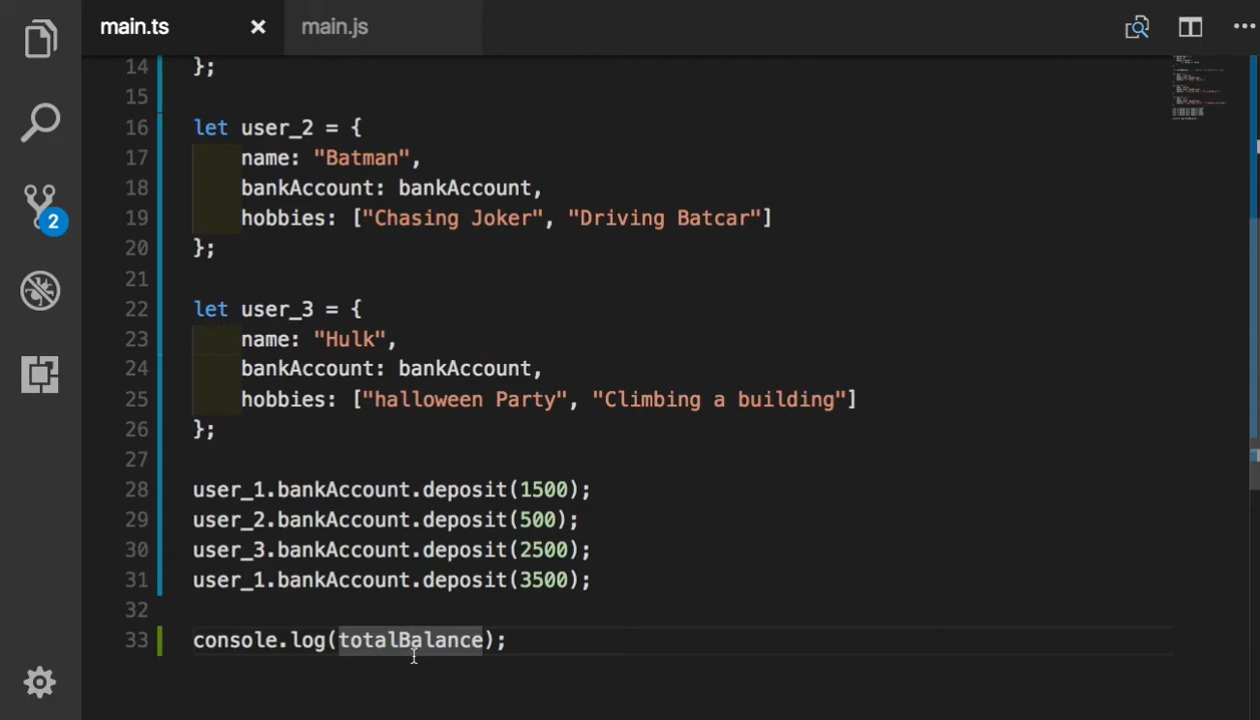 main.ts × main.js
14 };
15
16 let user_2 = {
17 name: "Batman",
18 bankAccount: bankAccount,
19 hobbies: ["Chasing Joker", "Driving Batcar"]
20 };
21
22 let user_3 = {
23 name: "Hulk",
24 bankAccount: bankAccount,
25 hobbies: ["halloween Party", "Climbing a building"]
26 };
27
28 user_1.bankAccount.deposit(1500);
29 user_2.bankAccount.deposit(500);
30 user_3.bankAccount.deposit(2500);
31 user_1.bankAccount.deposit(3500);
32
33 console.log(totalBalance);
2